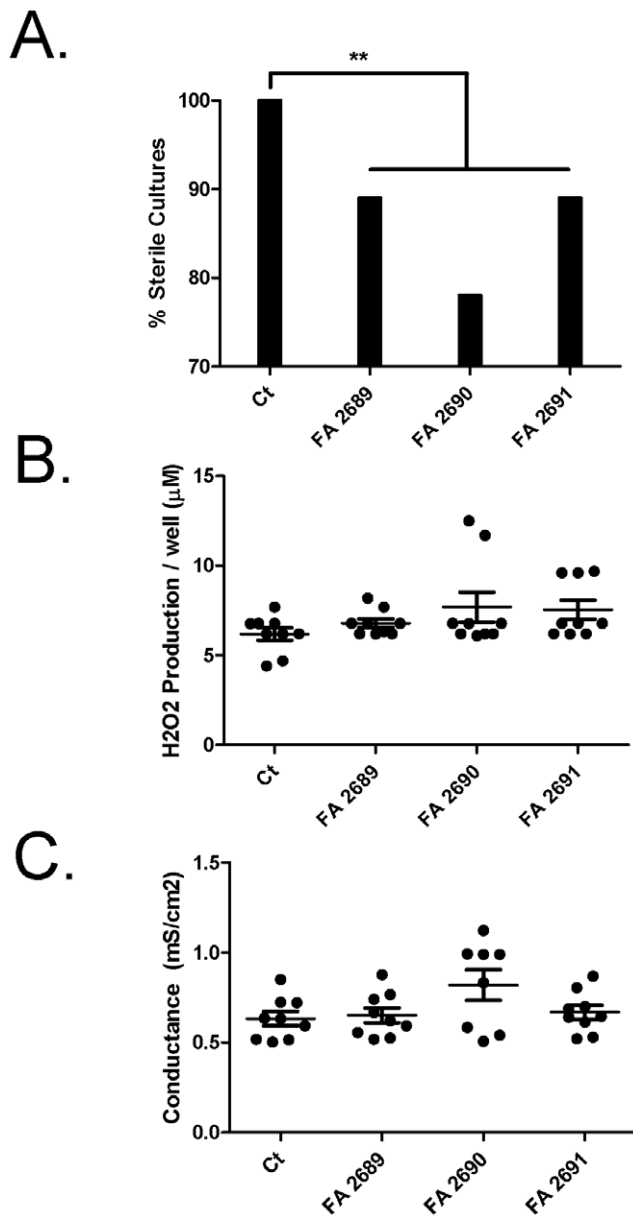 A.
**
% Sterile Cultures
100
90
80
70
Ct
FA 2689
FA 2690
FA 2691
B.
H2O2 Production / well (μM)
15
10
5
0
Ct
FA 2689
FA 2690
FA 2691
C.
Conductance (mS/cm2)
1.5
1.0
0.5
0.0
Ct
FA 2689
FA 2690
FA 2691